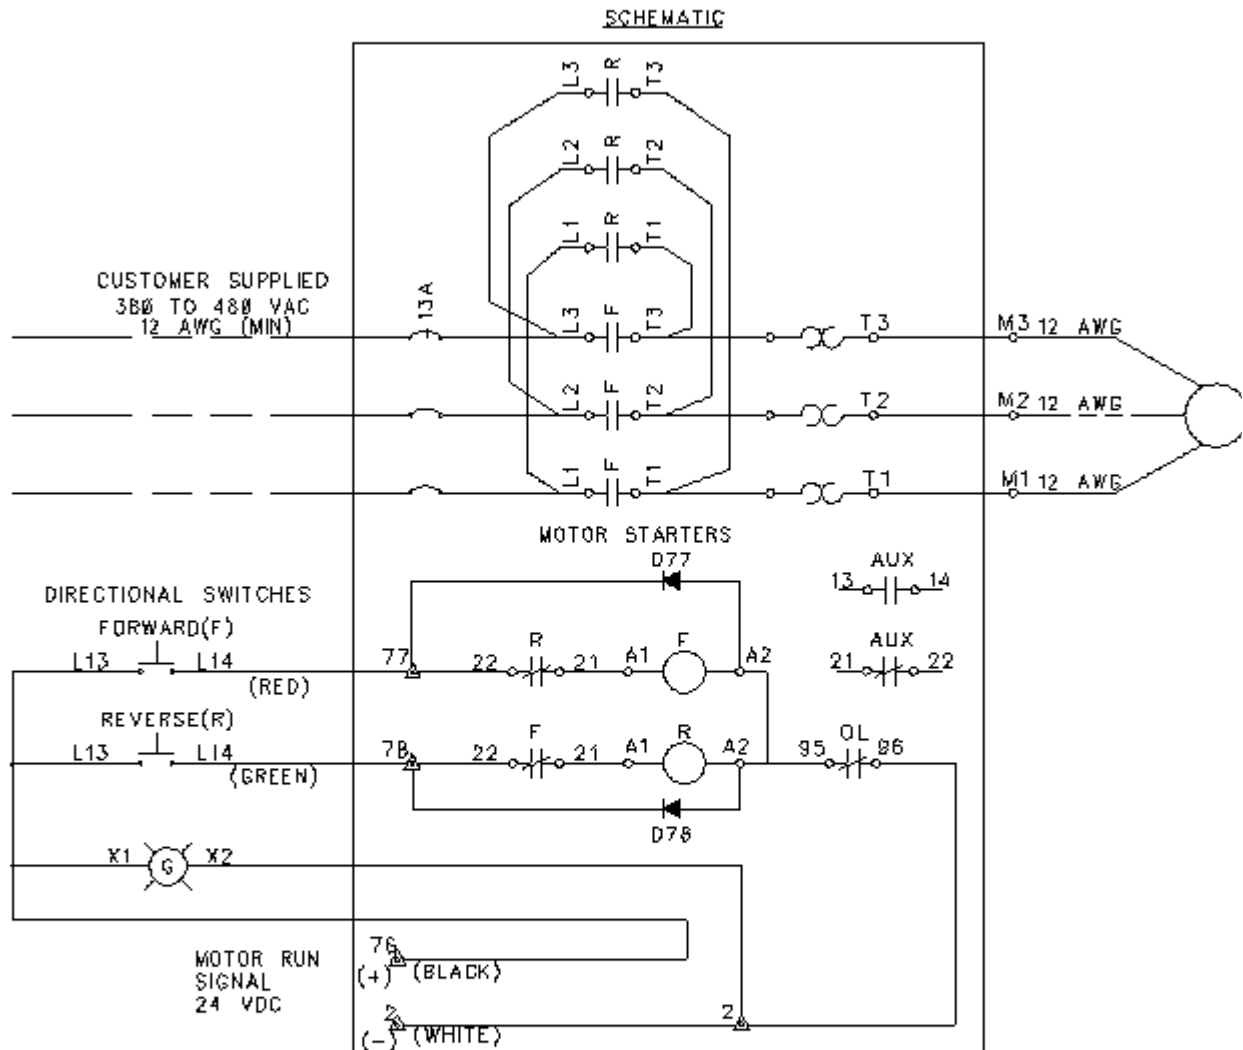 SCHEMATIC
L3 R T3
L2 R T2
L1 R T1
CUSTOMER SUPPLIED
380 TO 480 VAC
12 AWG (MIN)
13A
L3 F T3
T3
M3 12 AWG
L2 F T2
T2
M2 12 AWG
L1 F T1
T1
M1 12 AWG
MOTOR STARTERS
D77
AUX
13 14
DIRECTIONAL SWITCHES
FORWARD(F)
L13 L14
(RED)
77
22 R 21 A1 F A2
AUX
21 22
REVERSE(R)
L13 L14
(GREEN)
78
22 F 21 A1 R A2
OL
95 96
D78
X1 G X2
MOTOR RUN
SIGNAL
24 VDC
76
(+) (BLACK)
2
(-) (WHITE)
2